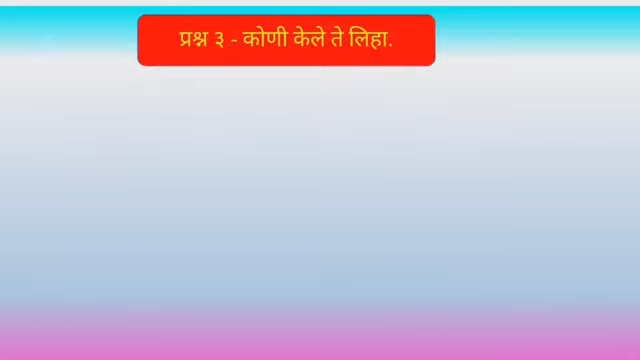 प्रश्न ३ - कोणी केले ते लिहा.